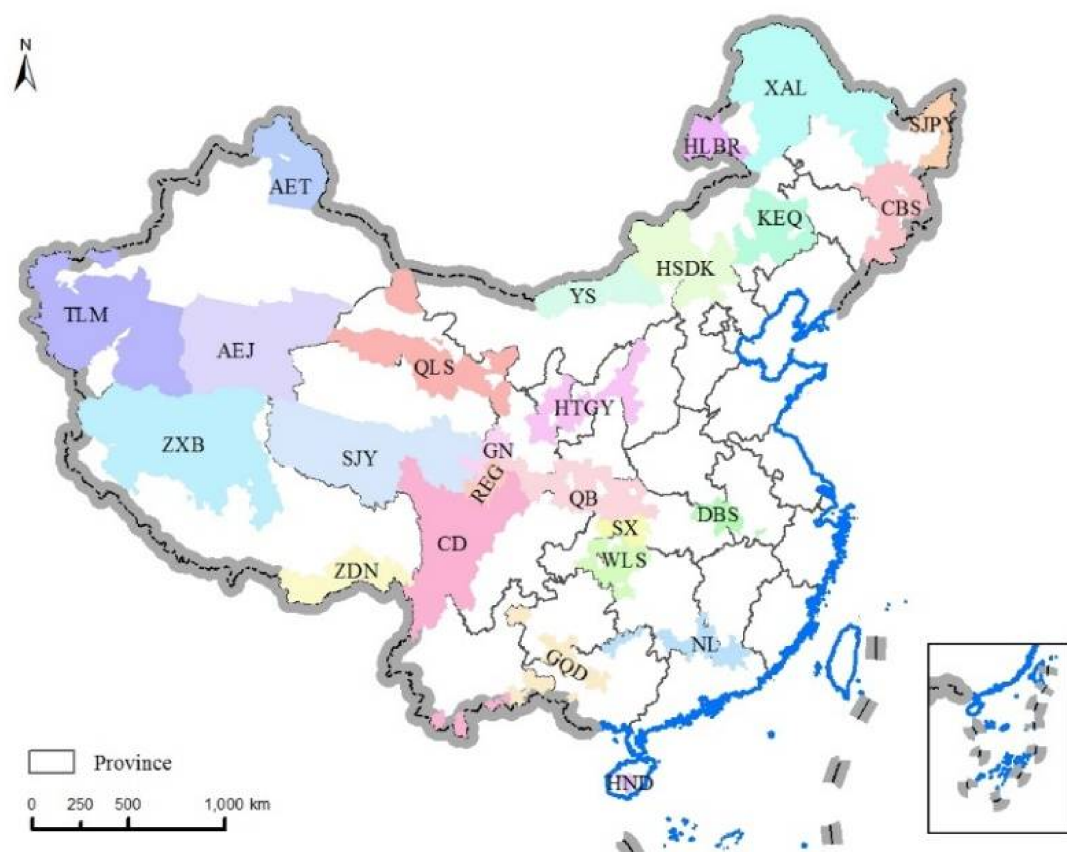 N
XAL
SJPY
HLBR
AET
CBS
KEQ
HSDK
YS
TLM
AEJ
QLS
HTGY
ZXB
SJY
GN
REG
QB
DBS
SX
CD
WLS
ZDN
NL
GQD
Province
HND
0 250 500 1,000 km